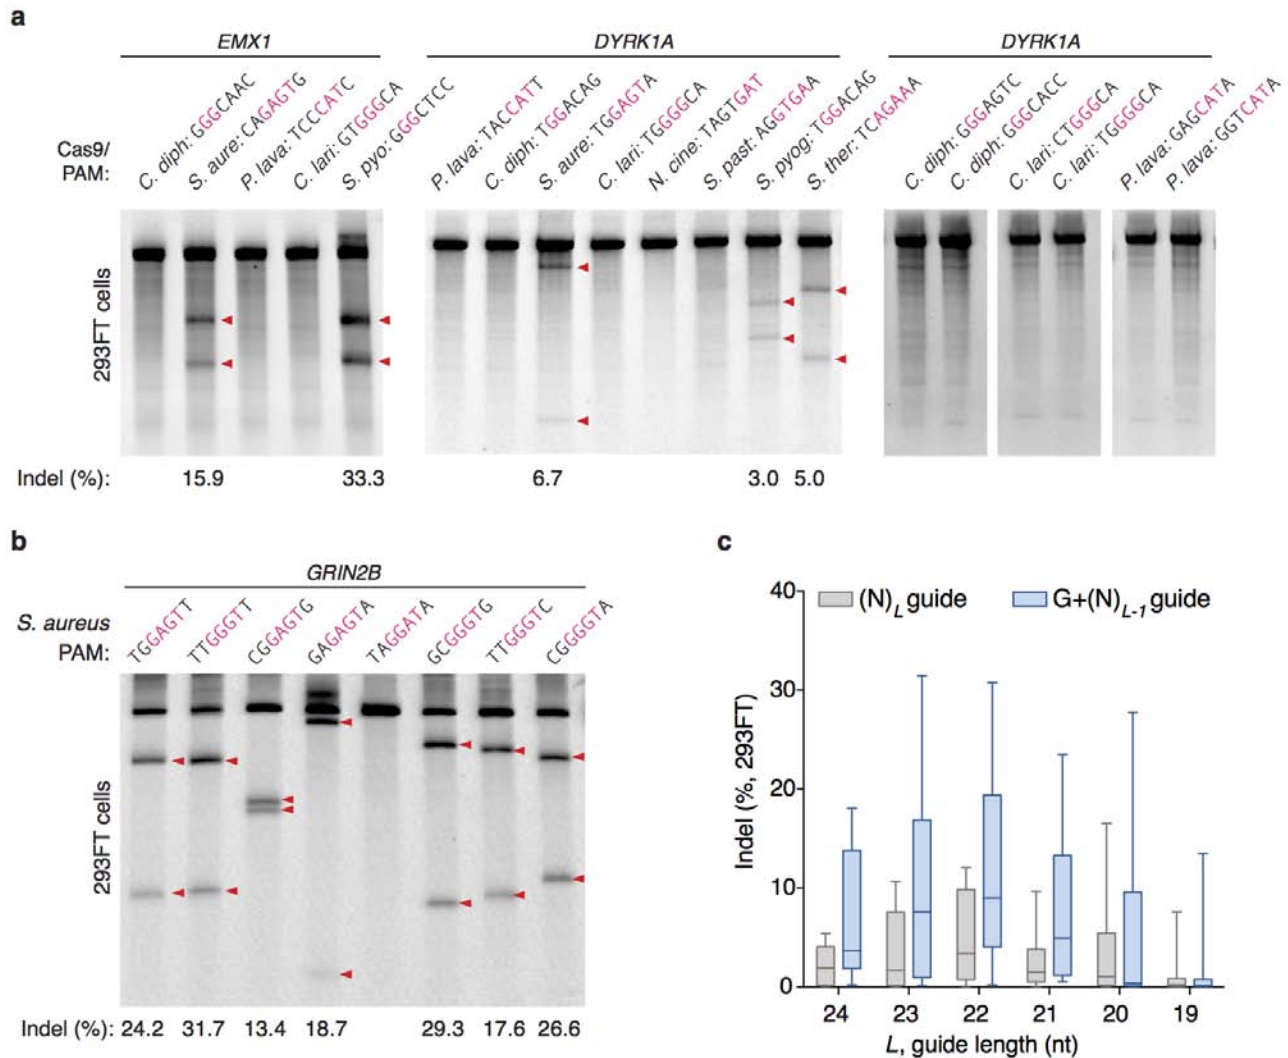 a
EMX1
DYRK1A
DYRK1A
Cas9/
PAM:
C. diph: GGGCAAC
S. aure: CAGAGTG
P. lava: TCCCATC
C. lari: GTGGGCA
S. pyo: GGGCTCC
P. lava: TACCATT
C. diph: TGGACAG
S. aure: TGGAGTA
C. lari: TGGGGCA
N. cine: TAGTGAT
S. past: AGGTGAA
S. pyog: TGGACAG
S. ther: TCAGAAA
C. diph: GGGAGTC
C. diph: GGGCACC
C. lari: CTGGGCA
C. lari: TGGGGCA
P. lava: GAGCATA
P. lava: GGTCATA
293FT cells
Indel (%): 15.9 33.3 6.7 3.0 5.0
b
GRIN2B
S. aureus
PAM:
TGGAGTT
TTGGGTT
CGGAGTG
GAGAGTA
TAGGATA
GCGGGTG
TTGGGTC
CGGGGTA
293FT cells
Indel (%): 24.2 31.7 13.4 18.7 29.3 17.6 26.6
c
(N)L guide G+(N)L-1 guide
Indel (%, 293FT)
40
30
20
10
0
24 23 22 21 20 19
L, guide length (nt)